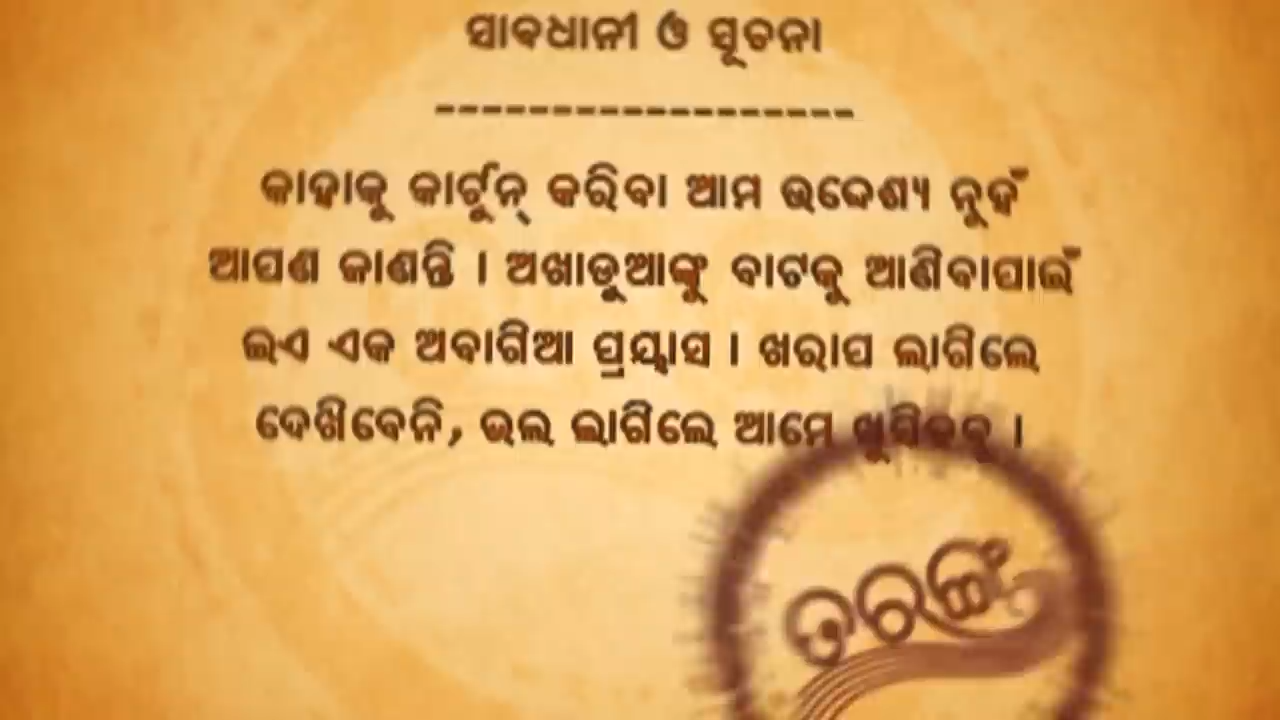 ସାବଧାନୀ ଓ ସୂଚନା
------------------
କାହାକୁ କାର୍ଟୁନ୍ କରିବା ଆମ ଉଦ୍ଦେଶ୍ୟ ନୁହଁ
ଆପଣ ଜାଣନ୍ତି । ଅଖାଡୁଆଙ୍କୁ ବାଟକୁ ଆଣିବାପାଇଁ
ଇଏ ଏକ ଅବାଗିଆ ପ୍ରୟାସ । ଖରାପ ଲାଗିଲେ
ଦେଖିବେନି, ଭଲ ଲାଗିଲେ ଆମେ ଖୁସିହବୁ ।
ତରଙ୍ଗ